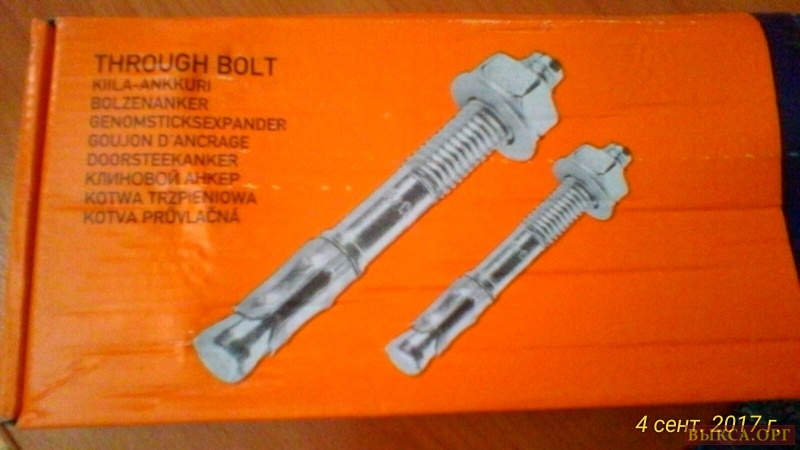 THROUGH BOLT
KIILA-ANKKURI
BOLZENANKER
GENOMSTICKSEXPANDER
GOUJON D'ANCRAGE
DOORSTEEKANKER
КЛИНОВОЙ АНКЕР
KOTWA TRZPIENIOWA
KOTVA PRŮVLAČNÁ
4 сент. 2017 г.
ВЫКСА.ОРГ